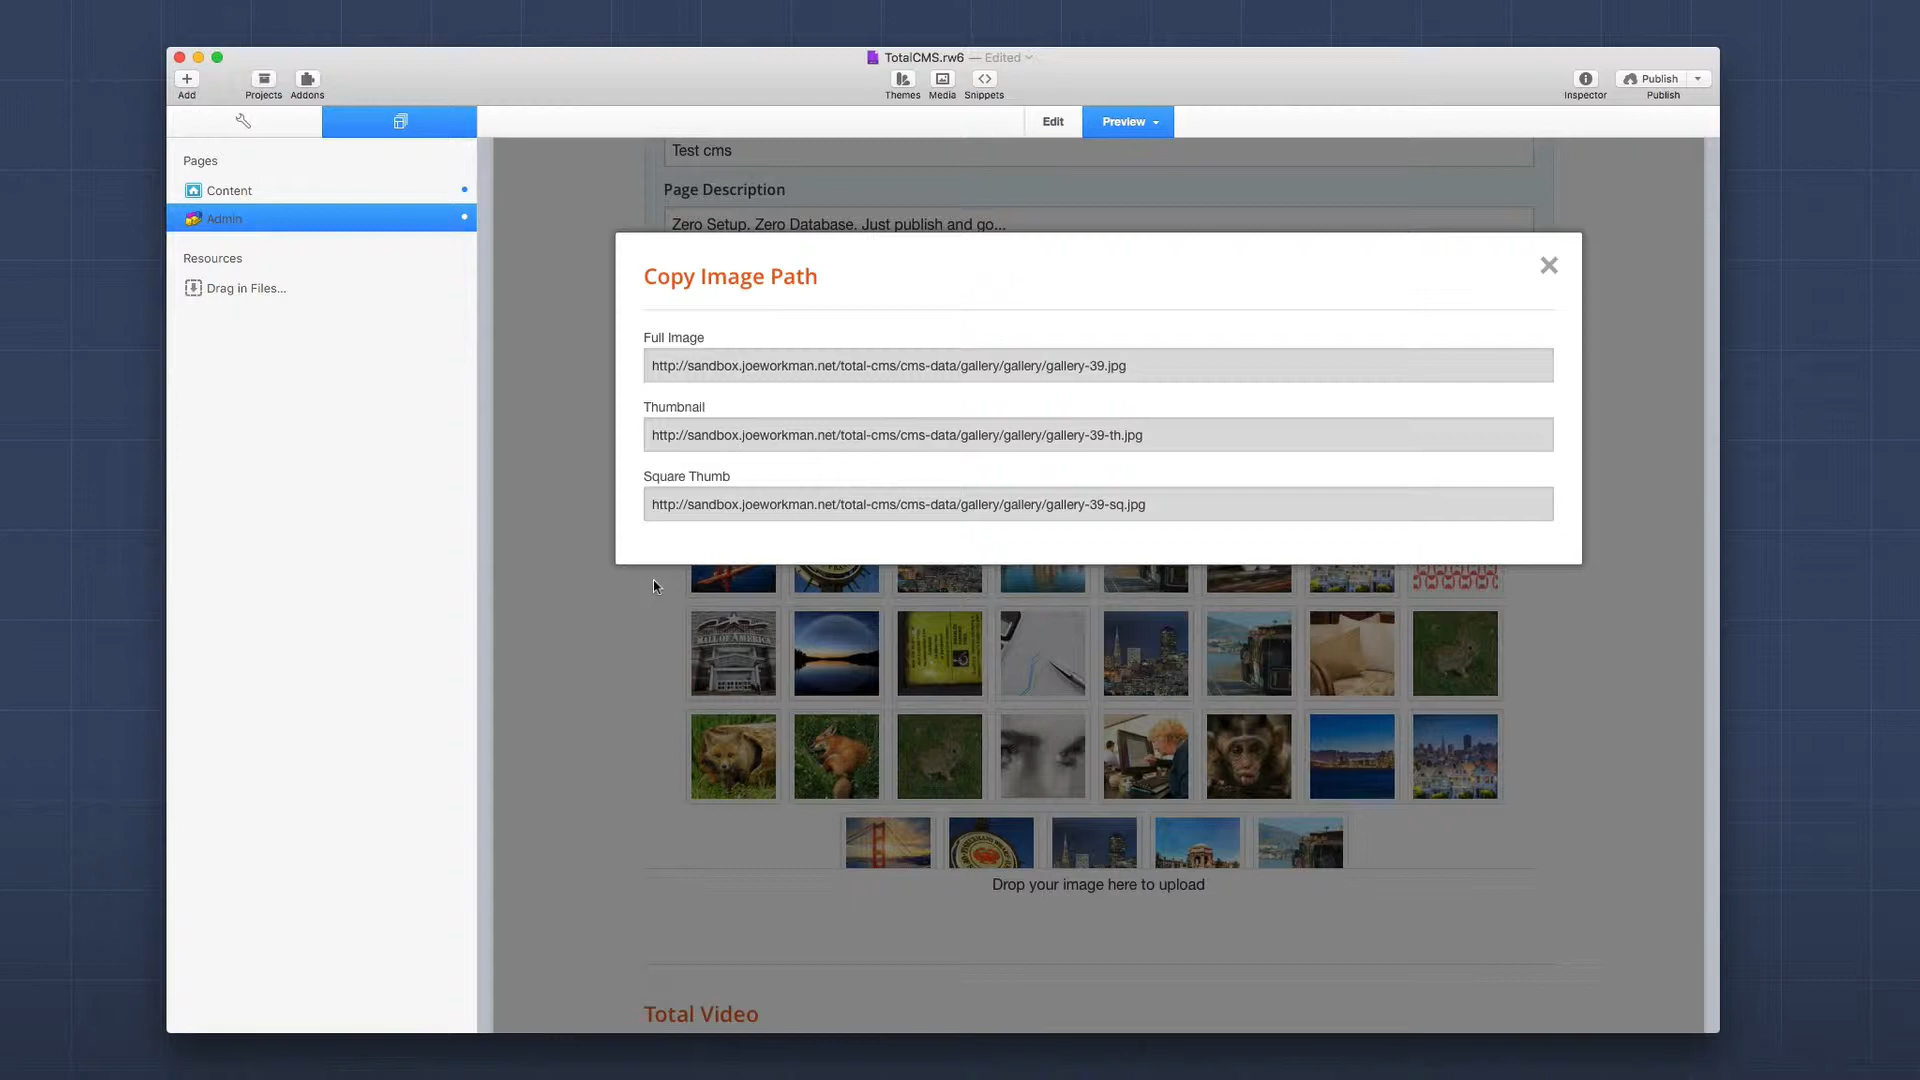 TotalCMS.rw6 — Edited
Add
Projects
Addons
Themes
Media
Snippets
Inspector
Publish
Publish
Edit
Preview
Pages
Content
Admin
Resources
Drag in Files...
Test cms
Page Description
Zero Setup. Zero Database. Just publish and go...
Copy Image Path
Full Image
http://sandbox.joeworkman.net/total-cms/cms-data/gallery/gallery/gallery-39.jpg
Thumbnail
http://sandbox.joeworkman.net/total-cms/cms-data/gallery/gallery/gallery-39-th.jpg
Square Thumb
http://sandbox.joeworkman.net/total-cms/cms-data/gallery/gallery/gallery-39-sq.jpg
MALL OF AMERICA
Drop your image here to upload
Total Video